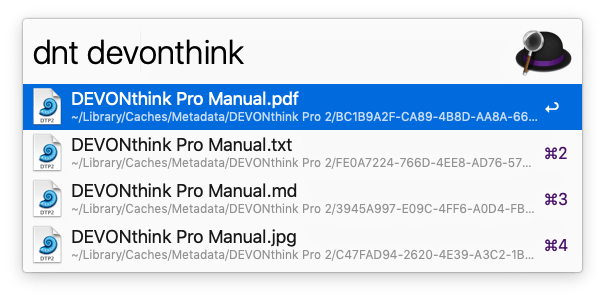 dnt devonthink
DEVONthink Pro Manual.pdf
~/Library/Caches/Metadata/DEVONthink Pro 2/BC1B9A2F-CA89-4B8D-AA8A-66... ↩
DTP2
DEVONthink Pro Manual.txt
~/Library/Caches/Metadata/DEVONthink Pro 2/FE0A7224-766D-4EE8-AD76-57... ⌘2
DTP2
DEVONthink Pro Manual.md
~/Library/Caches/Metadata/DEVONthink Pro 2/3945A997-E09C-4FF6-A0D4-FB... ⌘3
DTP2
DEVONthink Pro Manual.jpg
~/Library/Caches/Metadata/DEVONthink Pro 2/C47FAD94-2620-4E39-A3C2-1B... ⌘4
DTP2